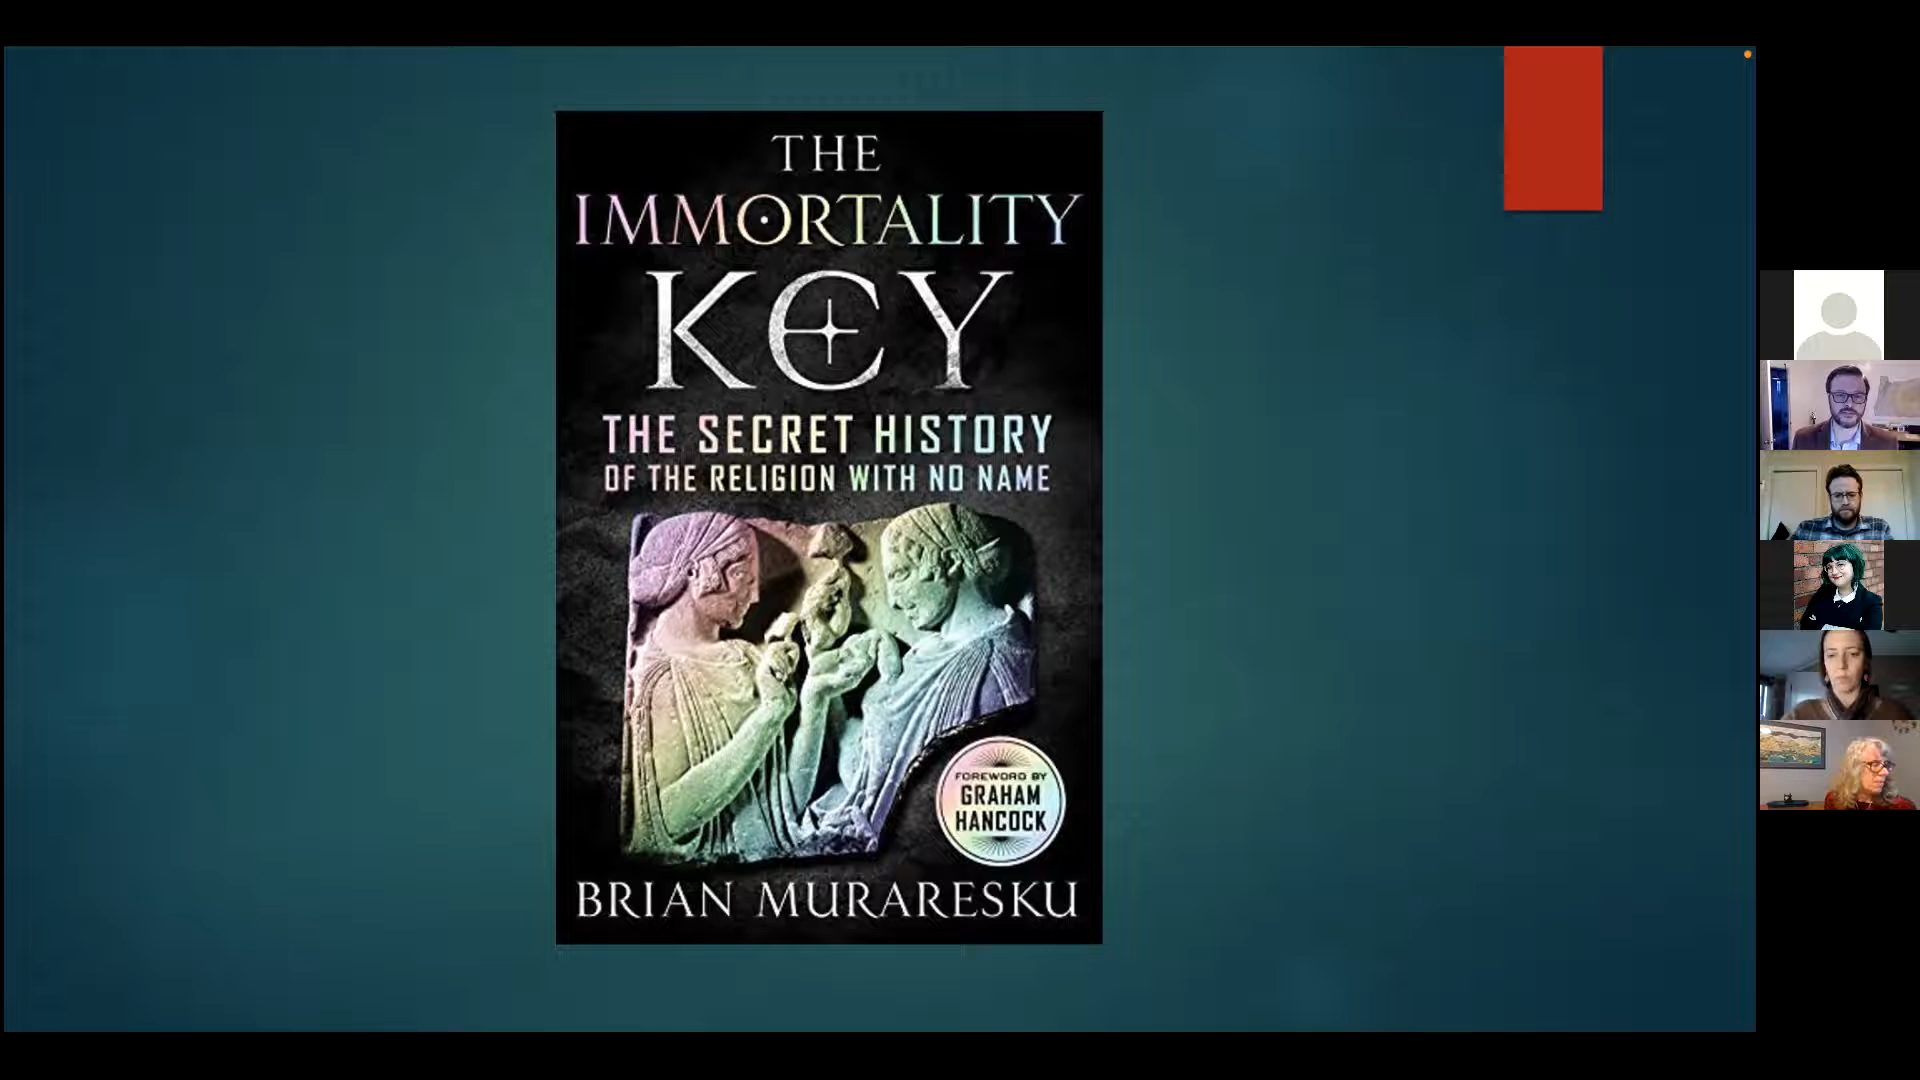 THE
IMMORTALITY
KEY
THE SECRET HISTORY
OF THE RELIGION WITH NO NAME
FOREWORD BY
GRAHAM
HANCOCK
BRIAN MURARESKU